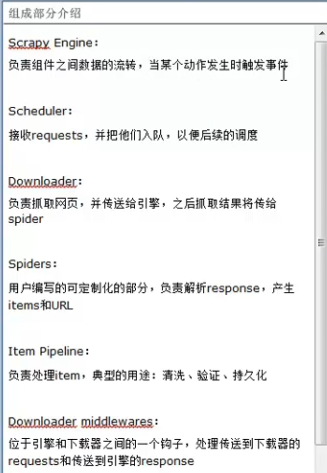 组成部分介绍
Scrapy Engine:
负责组件之间数据的流转，当某个动作发生时触发事件
Scheduler:
接收requests，并把他们入队，以便后续的调度
Downloader:
负责抓取网页，并传送给引擎，之后抓取结果将传给
spider
Spiders:
用户编写的可定制化的部分，负责解析response，产生
items和URL
Item Pipeline:
负责处理item，典型的用途：清洗、验证、持久化
Downloader middlewares:
位于引擎和下载器之间的一个钩子，处理传送到下载器的
requests和传送到引擎的response